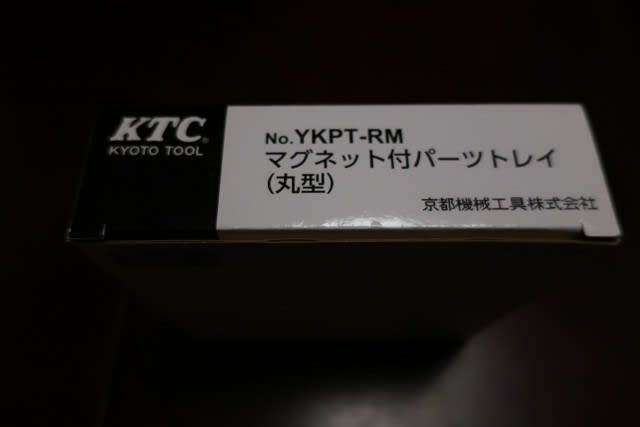 KTC
KYOTO TOOL
No.YKPT-RM
マグネット付パーツトレイ
(丸型)
京都機械工具株式会社